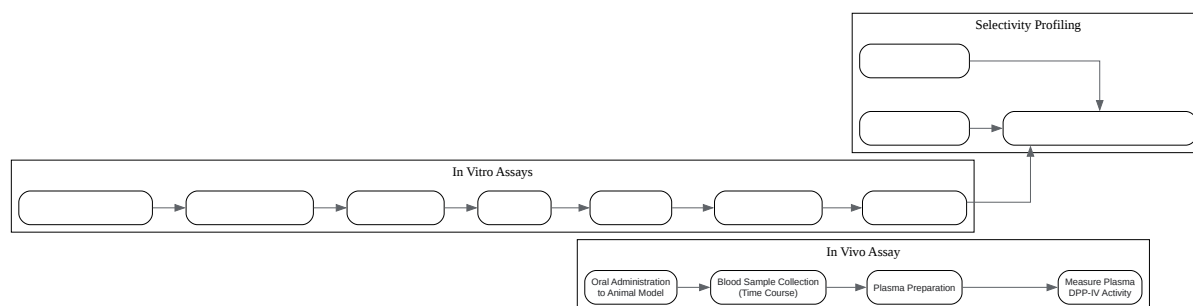 Selectivity Profiling
In Vitro Assays
In Vivo Assay
Oral Administration
to Animal Model
Blood Sample Collection
(Time Course)
Plasma Preparation
Measure Plasma
DPP-IV Activity